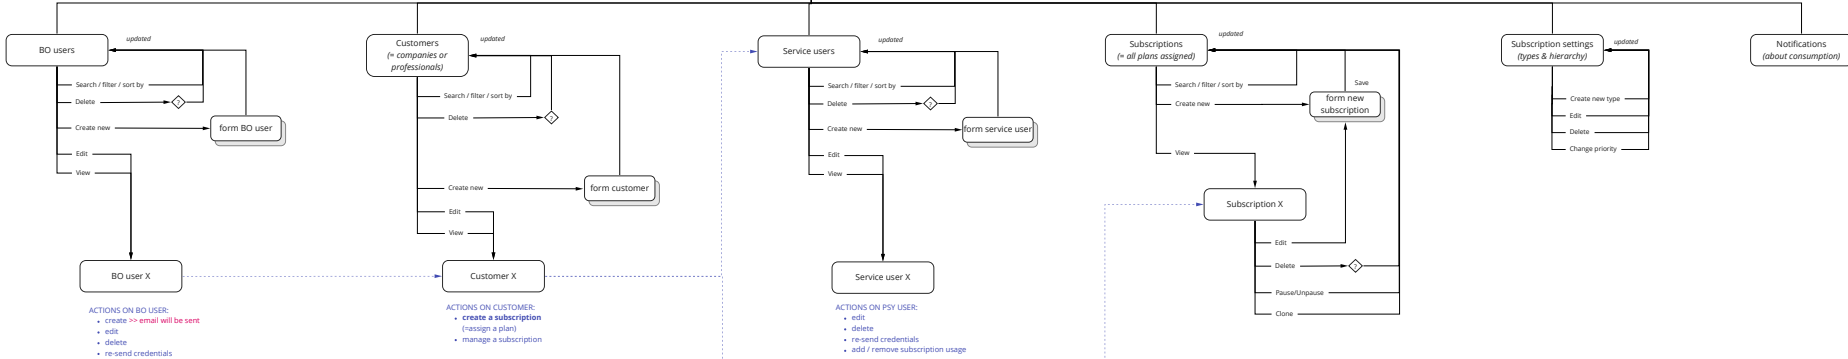 BO users
updated
Search / filter / sort by
Delete
?
Create new
form BO user
Edit
View
BO user X
ACTIONS ON BO USER:
• create >> email will be sent
• edit
• delete
• re-send credentials
Customers
(= companies or
professionals)
updated
Search / filter / sort by
Delete
?
Create new
form customer
Edit
View
Customer X
ACTIONS ON CUSTOMER:
• create a subscription
(=assign a plan)
• manage a subscription
Service users
updated
Search / filter / sort by
Delete
?
Create new
form service user
Edit
View
Service user X
ACTIONS ON PSY USER:
• edit
• delete
• re-send credentials
• add / remove subscription usage
Subscriptions
(= all plans assigned)
updated
Search / filter / sort by
Create new
Save
form new
subscription
View
Subscription X
Edit
Delete
?
Pause/Unpause
Clone
Subscription settings
(types & hierarchy)
updated
Create new type
Edit
Delete
Change priority
Notifications
(about consumption)